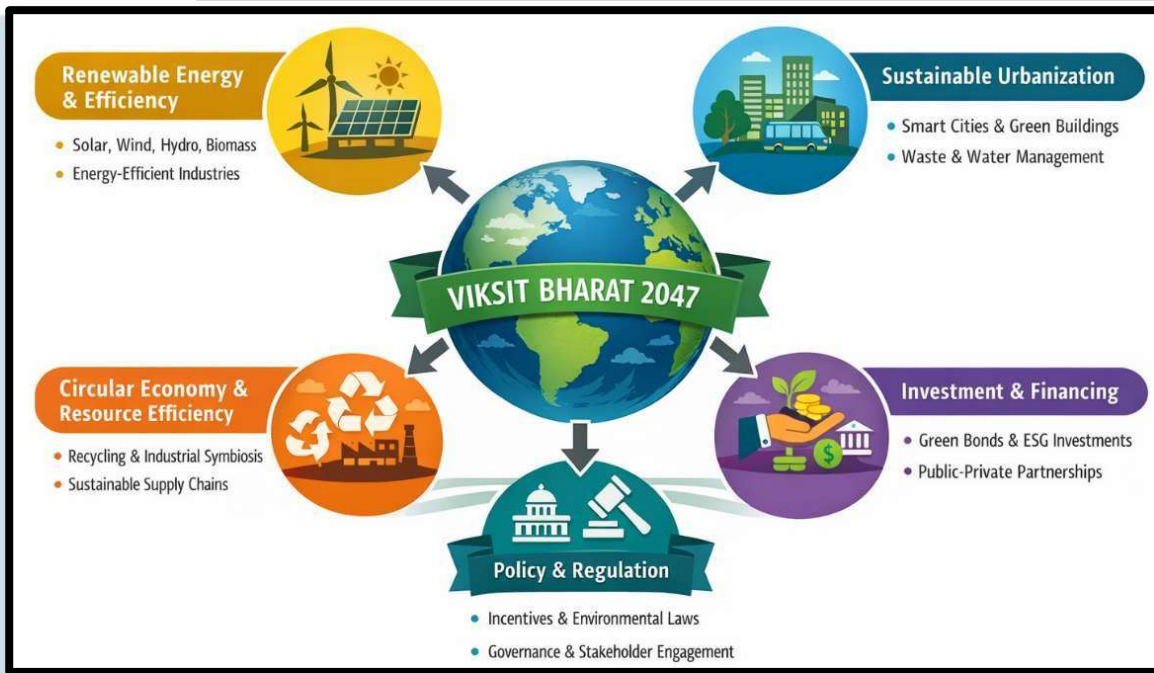 Renewable Energy
& Efficiency
• Solar, Wind, Hydro, Biomass
• Energy-Efficient Industries
Sustainable Urbanization
• Smart Cities & Green Buildings
• Waste & Water Management
VIKSIT BHARAT 2047
Circular Economy &
Resource Efficiency
• Recycling & Industrial Symbiosis
• Sustainable Supply Chains
Investment & Financing
• Green Bonds & ESG Investments
• Public-Private Partnerships
$
Policy & Regulation
• Incentives & Environmental Laws
• Governance & Stakeholder Engagement